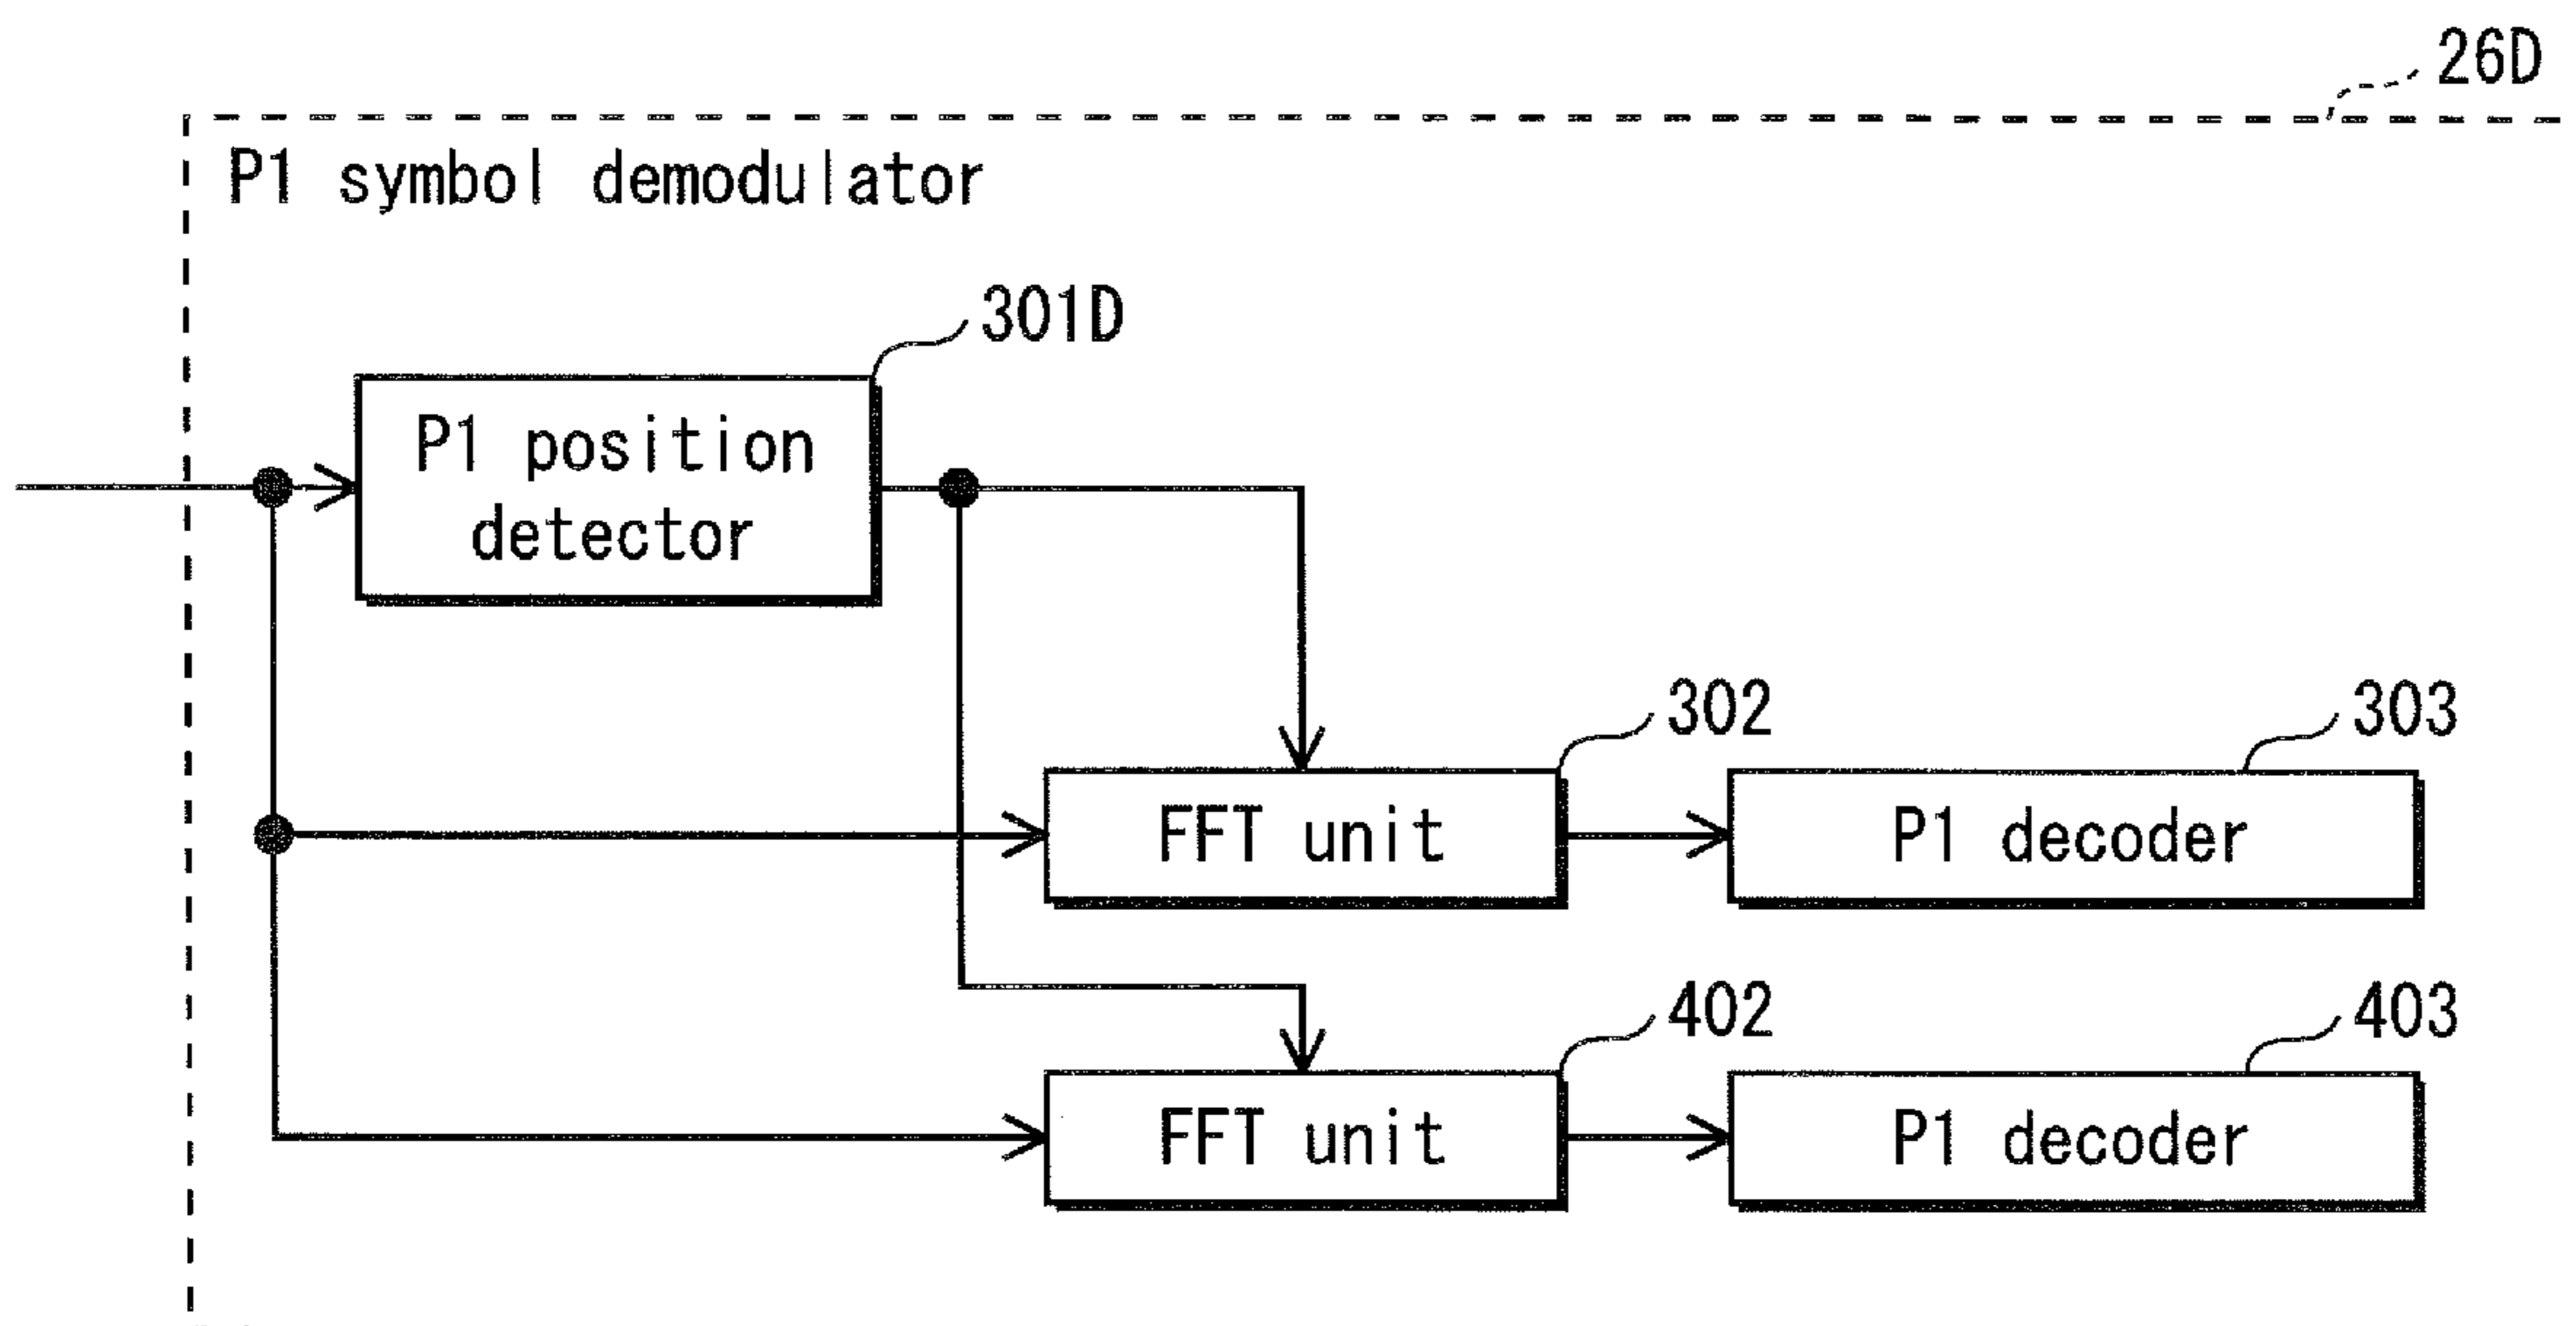 26D
P1 symbol demodulator
301D
P1 position
detector
302
303
FFT unit
P1 decoder
402
403
FFT unit
P1 decoder